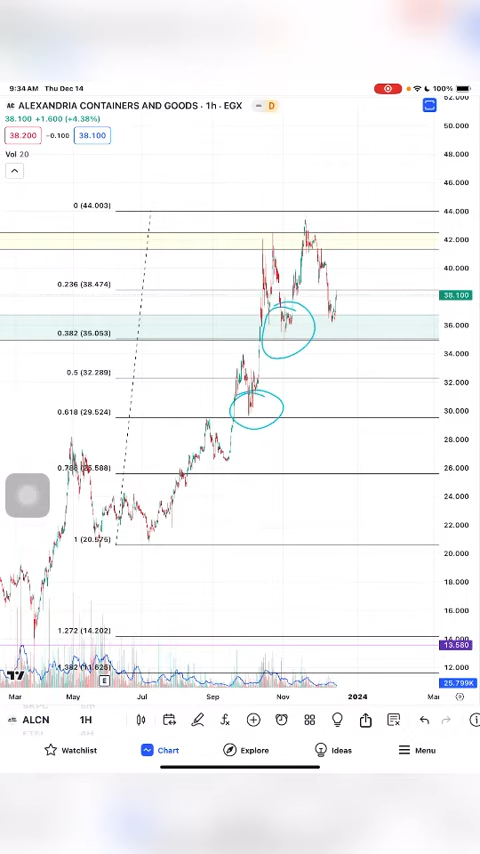 9:34 AM Thu Dec 14
100%
ALEXANDRIA CONTAINERS AND GOODS · 1h · EGX
D
38.100 +1.600 (+4.38%)
38.200 −0.100 38.100
Vol 20
52.000
50.000
48.000
46.000
0 (44.003)
44.000
42.000
40.000
0.236 (38.474)
38.100
36.000
0.382 (35.053)
34.000
0.5 (32.289)
32.000
0.618 (29.524)
30.000
28.000
26.000
24.000
22.000
1 (20.575)
20.000
18.000
16.000
1.272 (14.202)
14.000
13.580
12.000
25.799K
E
Mar May Jul Sep Nov 2024 Mar
ALCN 1H
Watchlist Chart Explore Ideas Menu